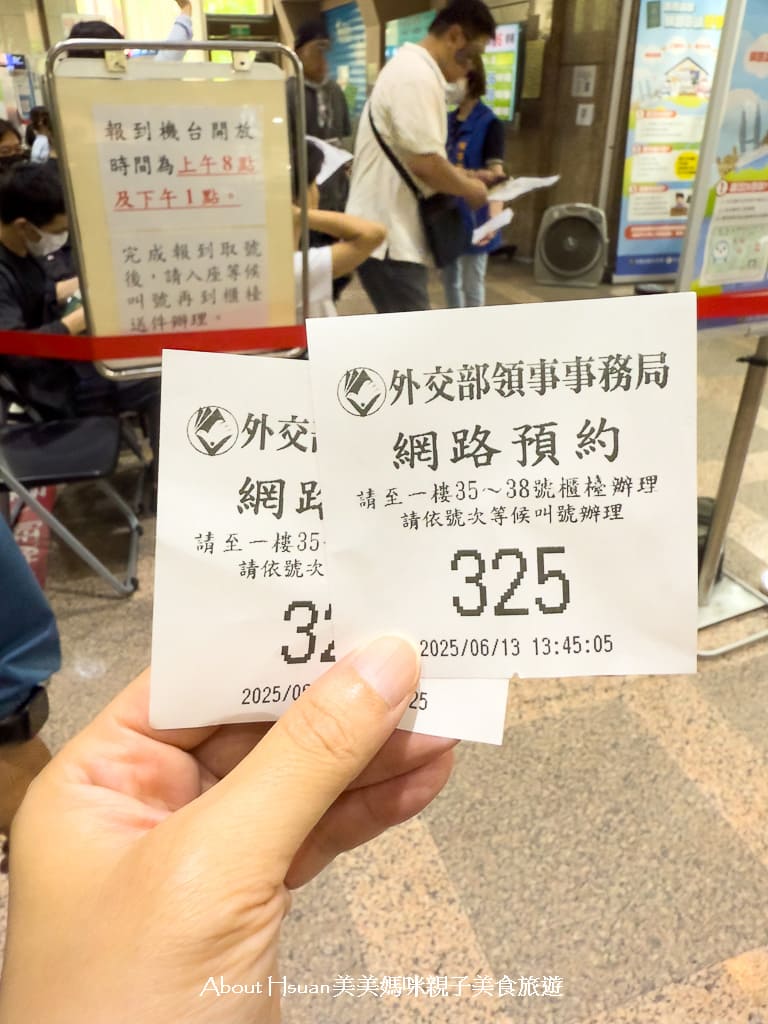 報到機台開放
時間為上午8點
及下午1點。
完成報到取號
後，請入座等候
叫號再到櫃檯
送件辦理。
外交部領事事務局
網路預約
請至一樓35～38號櫃檯辦理
請依號次等候叫號辦理
325
2025/06/13 13:45:05
外交
網路
請至一樓35
請依號次
32
2025/06
25
About Hsuan美美媽咪親子美食旅遊